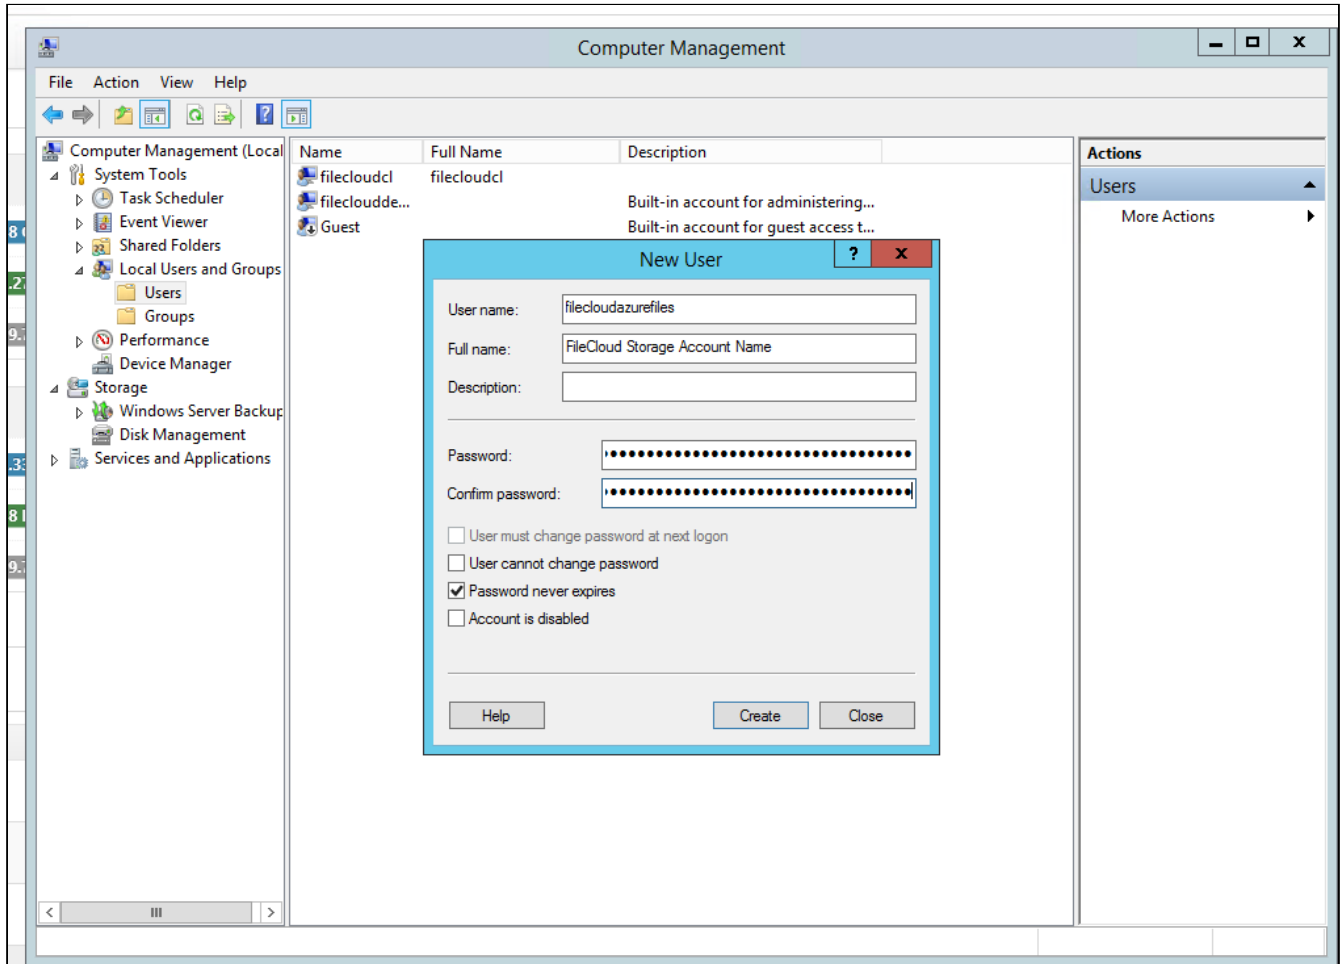 Computer Management
File Action View Help
Computer Management (Local
System Tools
Task Scheduler
Event Viewer
Shared Folders
Local Users and Groups
Users
Groups
Performance
Device Manager
Storage
Windows Server Backup
Disk Management
Services and Applications
Name Full Name Description
filecloudcl filecloudcl
fileclouddde... Built-in account for administering...
Guest Built-in account for guest access t...
Actions
Users
More Actions
New User
User name: filecloudazurefiles
Full name: FileCloud Storage Account Name
Description:
Password:
Confirm password:
User must change password at next logon
User cannot change password
Password never expires
Account is disabled
Help Create Close